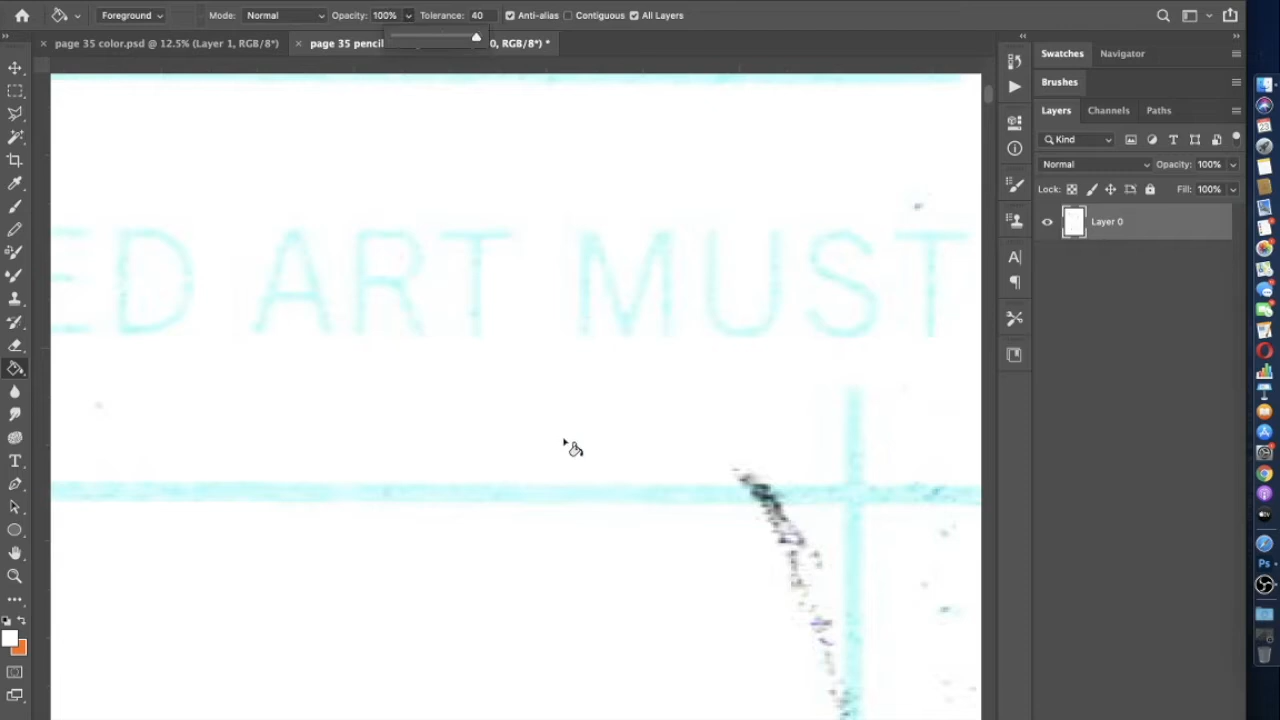 Foreground Mode: Normal Opacity: 100% Tolerance: 40 Anti-alias Contiguous All Layers
page 35 color.psd @ 12.5% (Layer 1, RGB/8*) page 35 pencil 0, RGB/8*) *
Swatches Navigator
Brushes
Layers Channels Paths
Kind
Normal Opacity: 100%
Lock: Fill: 100%
Layer 0
ED ART MUST